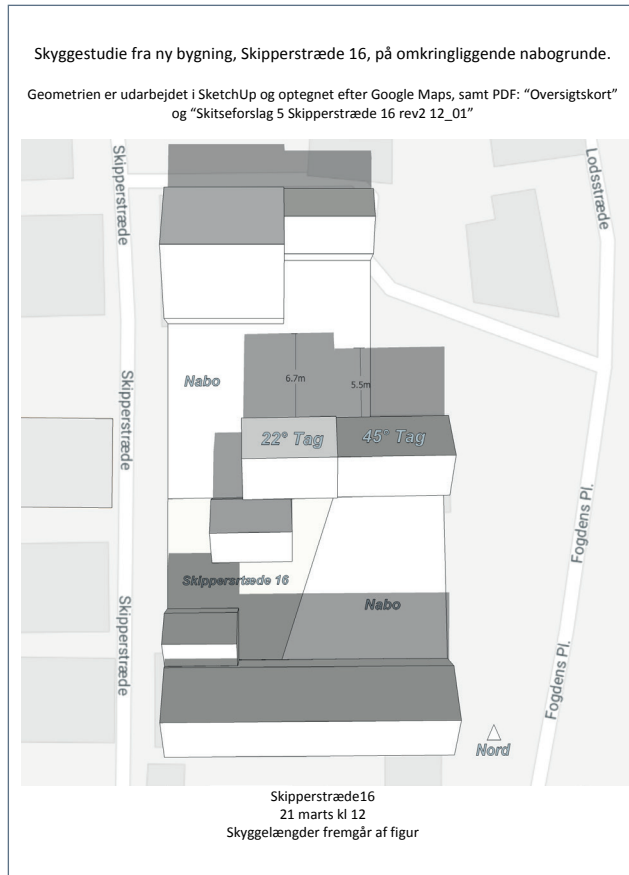 Skyggestudie fra ny bygning, Skipperstræde 16, på omkringliggende nabogrunde.
Geometrien er udarbejdet i SketchUp og optegnet efter Google Maps, samt PDF: “Oversigtskort”
og “Skitseforslag 5 Skipperstræde 16 rev2 12_01”
Skipperstræde
Lodsstræde
Nabo
6.7m
5.5m
Skipperstræde
22° Tag
45° Tag
Fogdens Pl.
Skippersrtæde 16
Nabo
Skipperstræde
Fogdens Pl.
Nord
Skipperstræde16
21 marts kl 12
Skyggelængder fremgår af figur